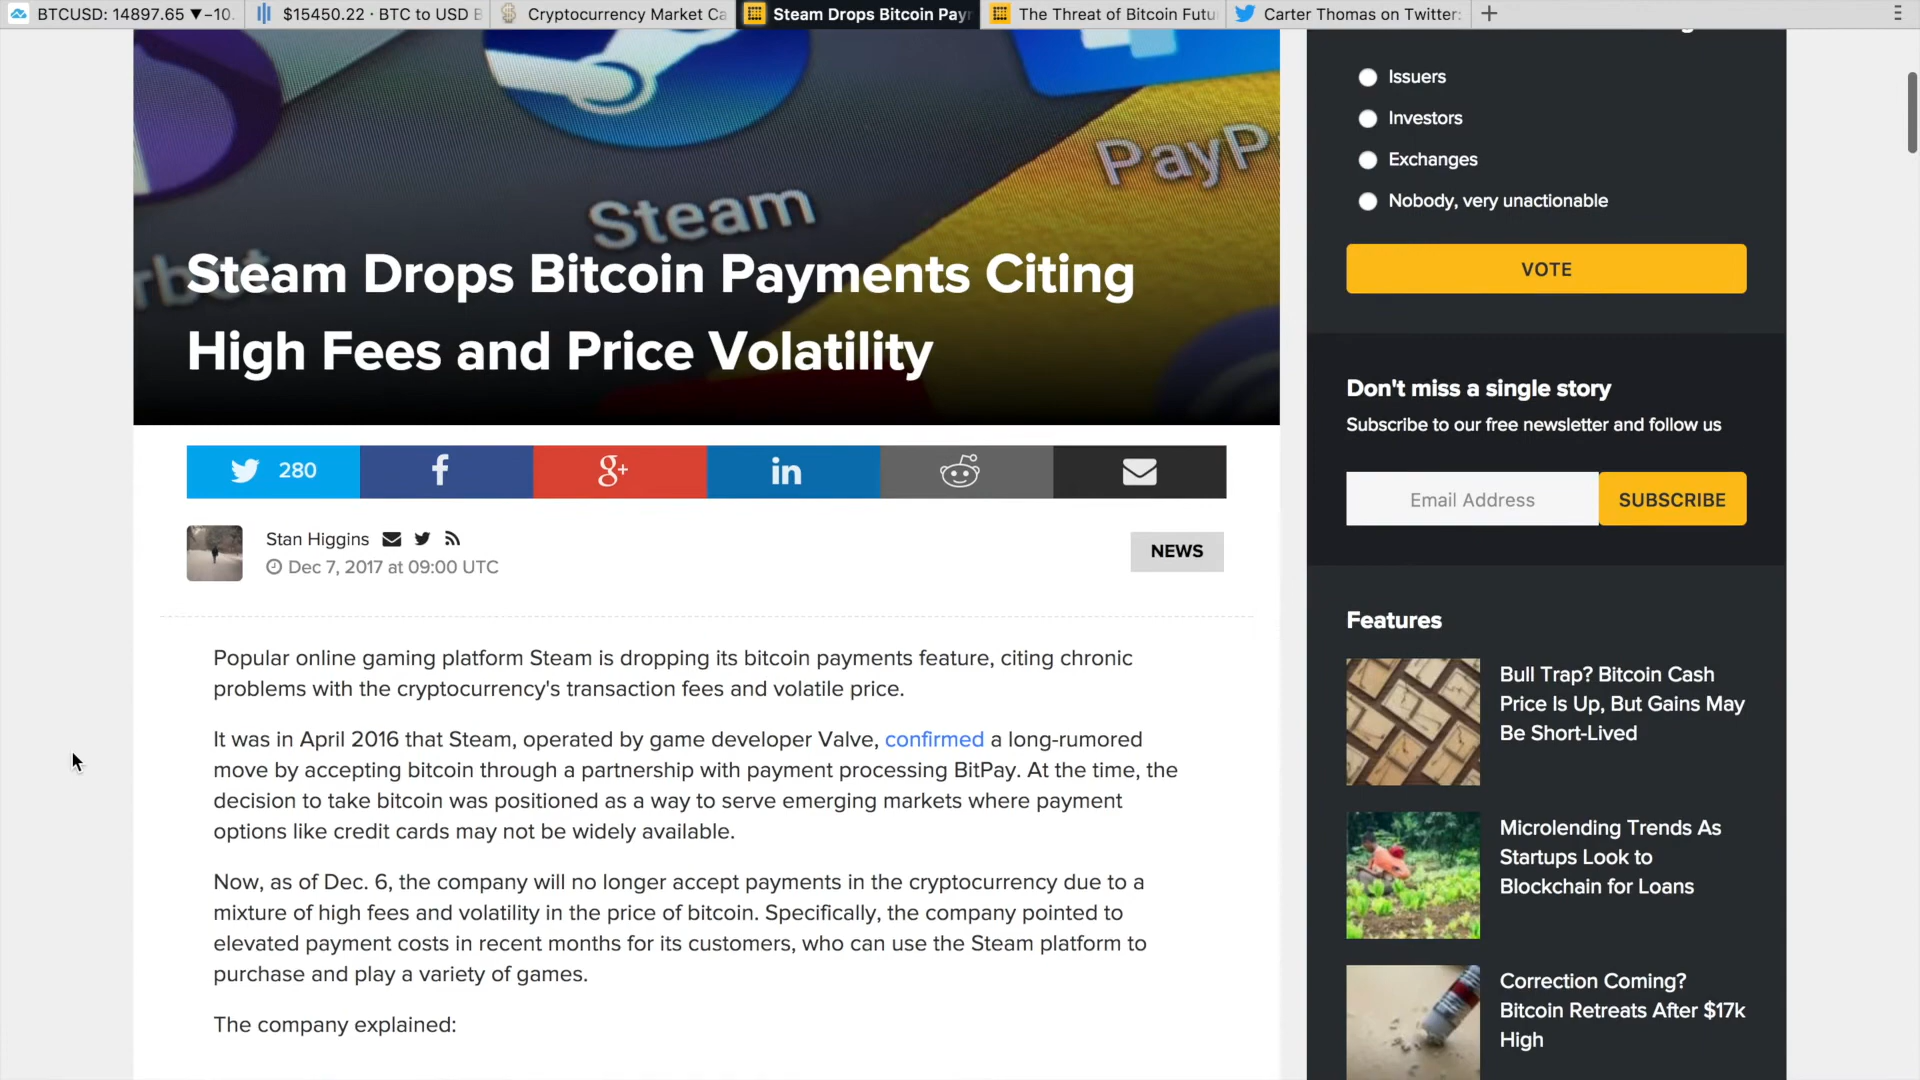 BTCUSD: 14897.65 ▼−10.
$15450.22 · BTC to USD B
Cryptocurrency Market Ca
Steam Drops Bitcoin Payr
The Threat of Bitcoin Futu
Carter Thomas on Twitter:
PayP
Steam
Steam Drops Bitcoin Payments Citing
High Fees and Price Volatility
280
Stan Higgins
Dec 7, 2017 at 09:00 UTC
NEWS
Popular online gaming platform Steam is dropping its bitcoin payments feature, citing chronic
problems with the cryptocurrency's transaction fees and volatile price.
It was in April 2016 that Steam, operated by game developer Valve, confirmed a long-rumored
move by accepting bitcoin through a partnership with payment processing BitPay. At the time, the
decision to take bitcoin was positioned as a way to serve emerging markets where payment
options like credit cards may not be widely available.
Now, as of Dec. 6, the company will no longer accept payments in the cryptocurrency due to a
mixture of high fees and volatility in the price of bitcoin. Specifically, the company pointed to
elevated payment costs in recent months for its customers, who can use the Steam platform to
purchase and play a variety of games.
The company explained:
Issuers
Investors
Exchanges
Nobody, very unactionable
VOTE
Don't miss a single story
Subscribe to our free newsletter and follow us
Email Address
SUBSCRIBE
Features
Bull Trap? Bitcoin Cash
Price Is Up, But Gains May
Be Short-Lived
Microlending Trends As
Startups Look to
Blockchain for Loans
Correction Coming?
Bitcoin Retreats After $17k
High